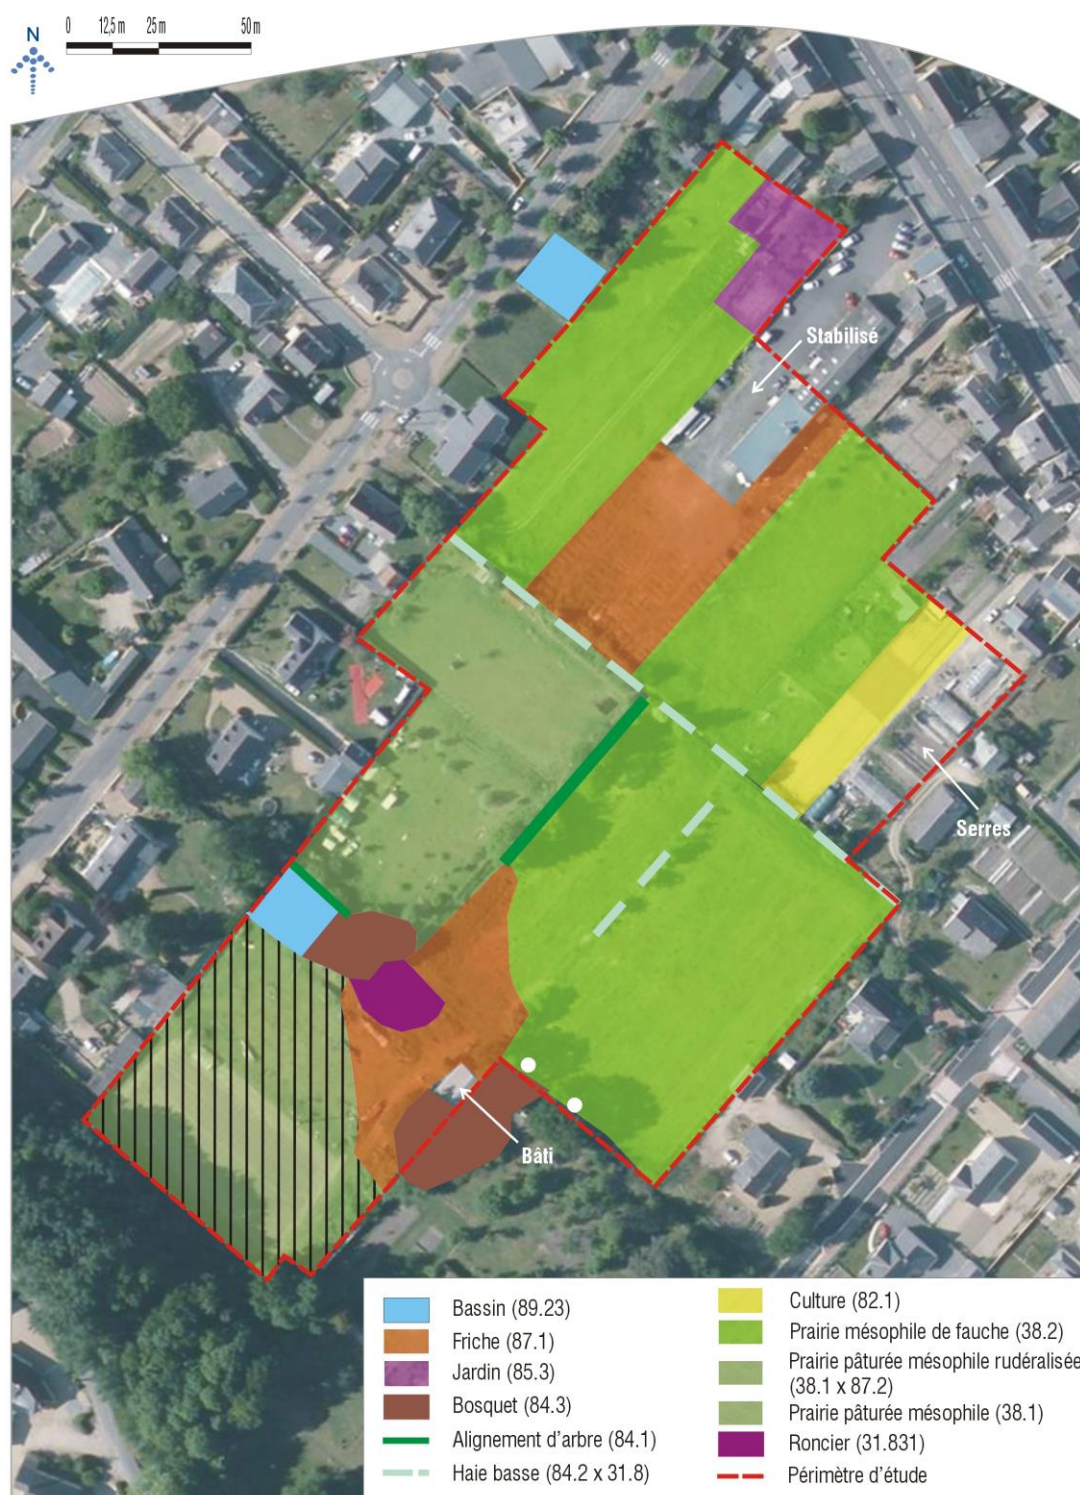 0 12,5 m 25 m 50 m
N
Stabilisé
Serres
Bâti
Bassin (89.23)
Friche (87.1)
Jardin (85.3)
Bosquet (84.3)
Alignement d'arbre (84.1)
Haie basse (84.2 x 31.8)
Culture (82.1)
Prairie mésophile de fauche (38.2)
Prairie pâturée mésophile rudéralisée
(38.1 x 87.2)
Prairie pâturée mésophile (38.1)
Roncier (31.831)
Périmètre d'étude